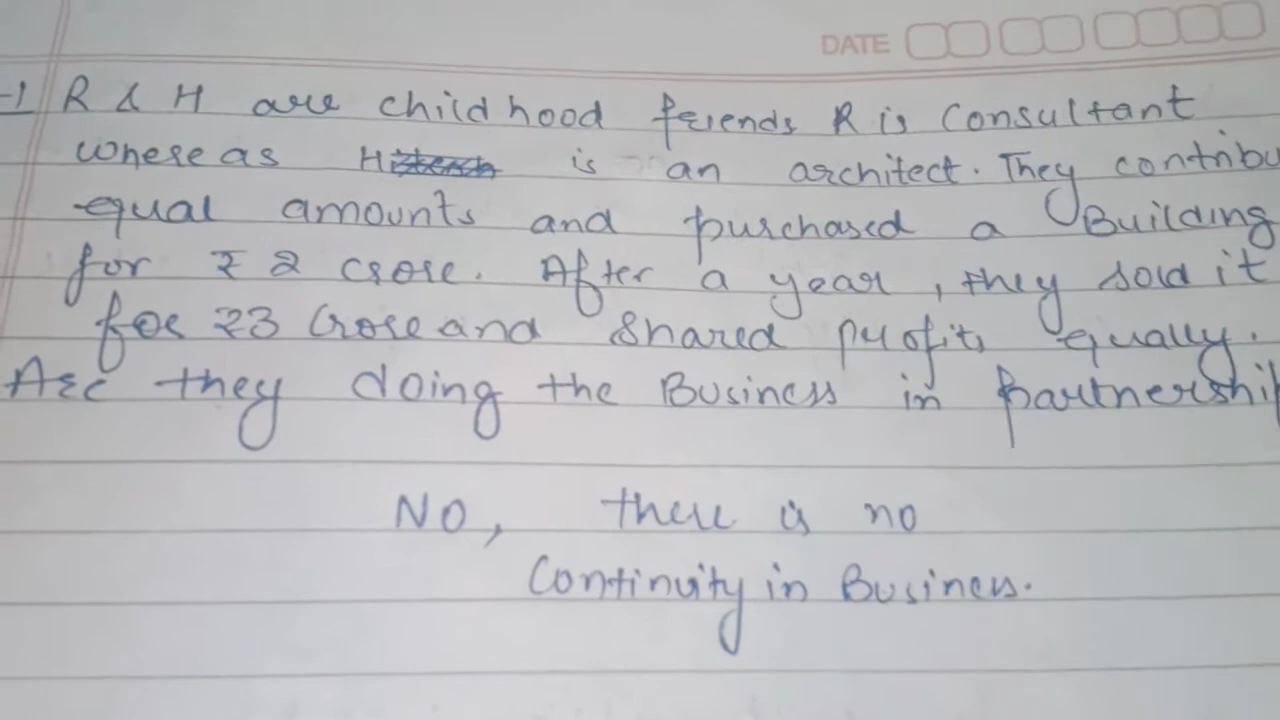 DATE
-1 R & H are childhood friends R is Consultant
whereas H is an architect. They contribu
equal amounts and purchased a Building
for ₹ 2 crore. After a year, they sold it
for ₹3 Crore and shared profits equally.
Are they doing the Business in partnership
NO, there is no
Continuity in Business.